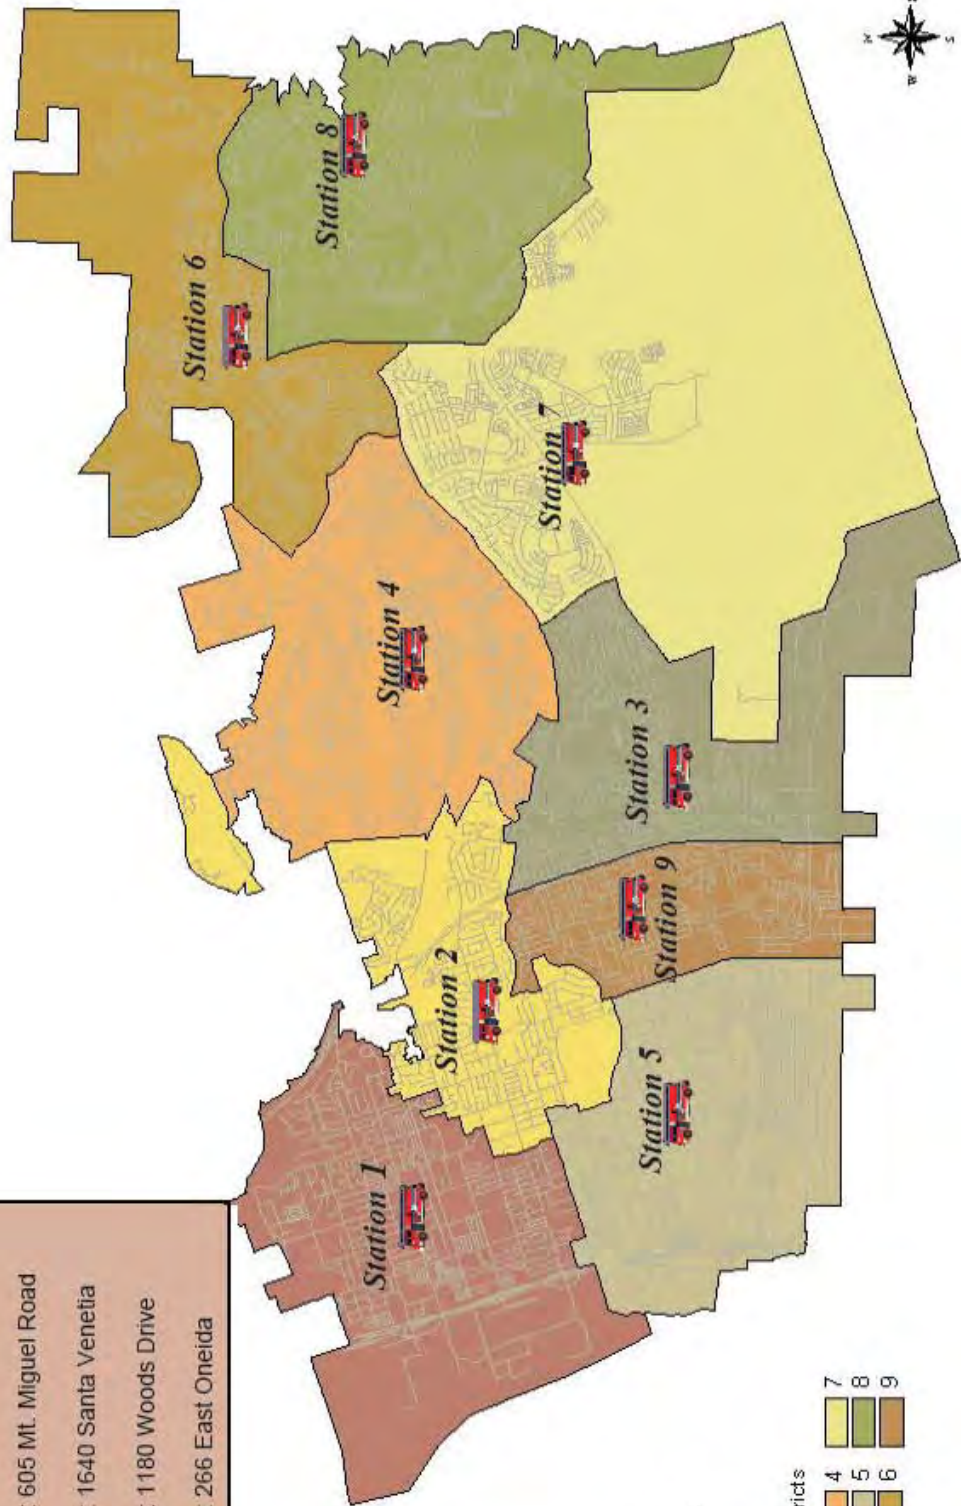 : 605 Mt. Miguel Road
: 1640 Santa Venetia
: 1180 Woods Drive
: 266 East Oneida
Station 6
Station 8
Station 4
Station 1
Station 2
Station
Station 3
Station 5
Station 9
ricts
4 7
5 8
6 9
W
S